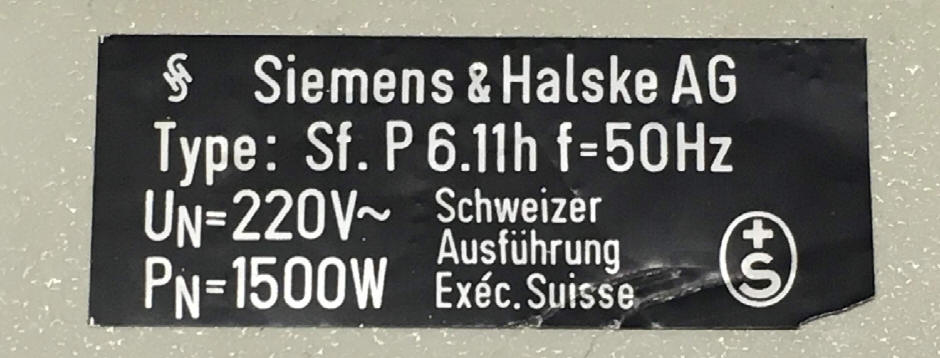 Siemens & Halske AG
Type: Sf. P 6.11h f=50Hz
UN=220V~
PN=1500W
Schweizer
Ausführung
Exéc. Suisse
+
S